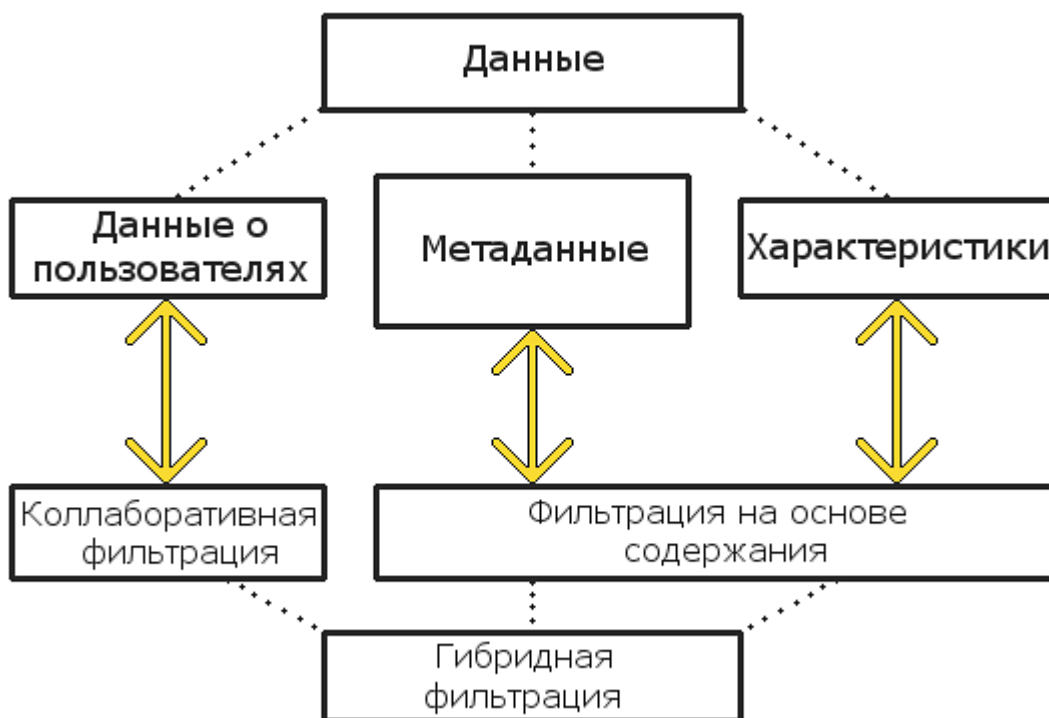 Данные
Данные о
пользователях
Метаданные
Характеристики
Коллаборативная
фильтрация
Фильтрация на основе
содержания
Гибридная
фильтрация